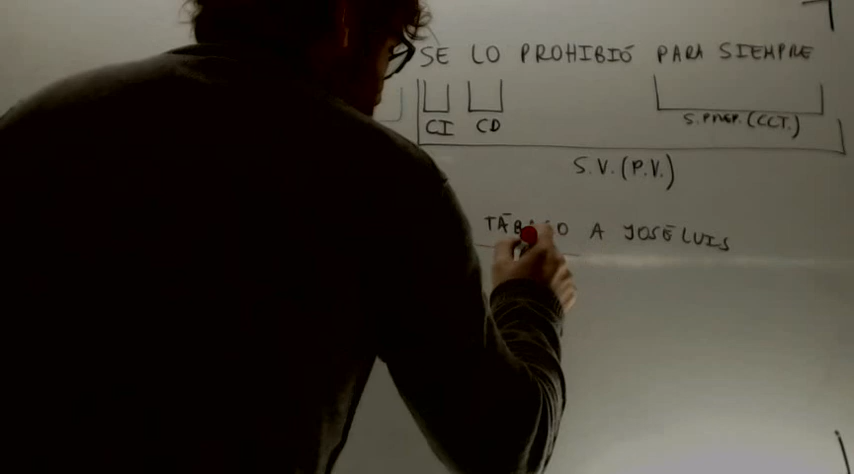 SE LO PROHIBIÓ PARA SIEMPRE
CI CD S.PREP.(CCT.)
S.V.(P.V.)
A JOSÉ LUIS